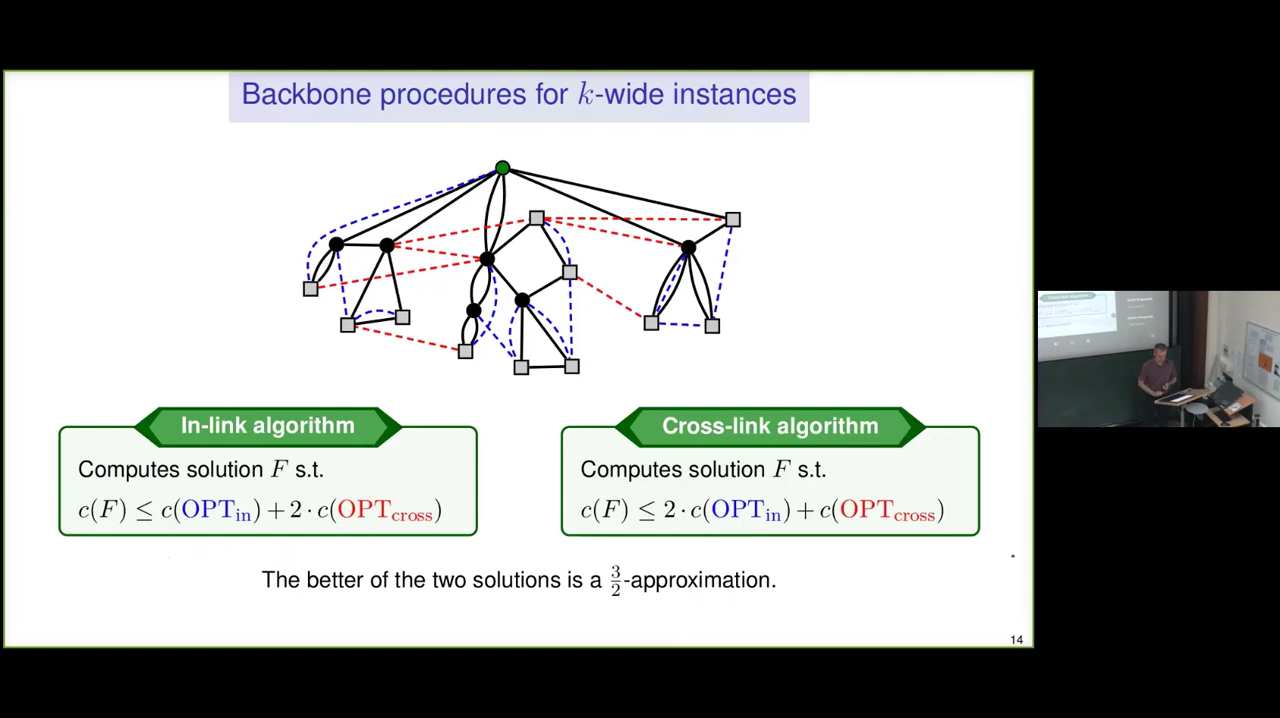 Backbone procedures for k-wide instances
In-link algorithm
Computes solution F s.t.
c(F) ≤ c(OPT_in) + 2 · c(OPT_cross)
Cross-link algorithm
Computes solution F s.t.
c(F) ≤ 2 · c(OPT_in) + c(OPT_cross)
The better of the two solutions is a 3/2-approximation.
14